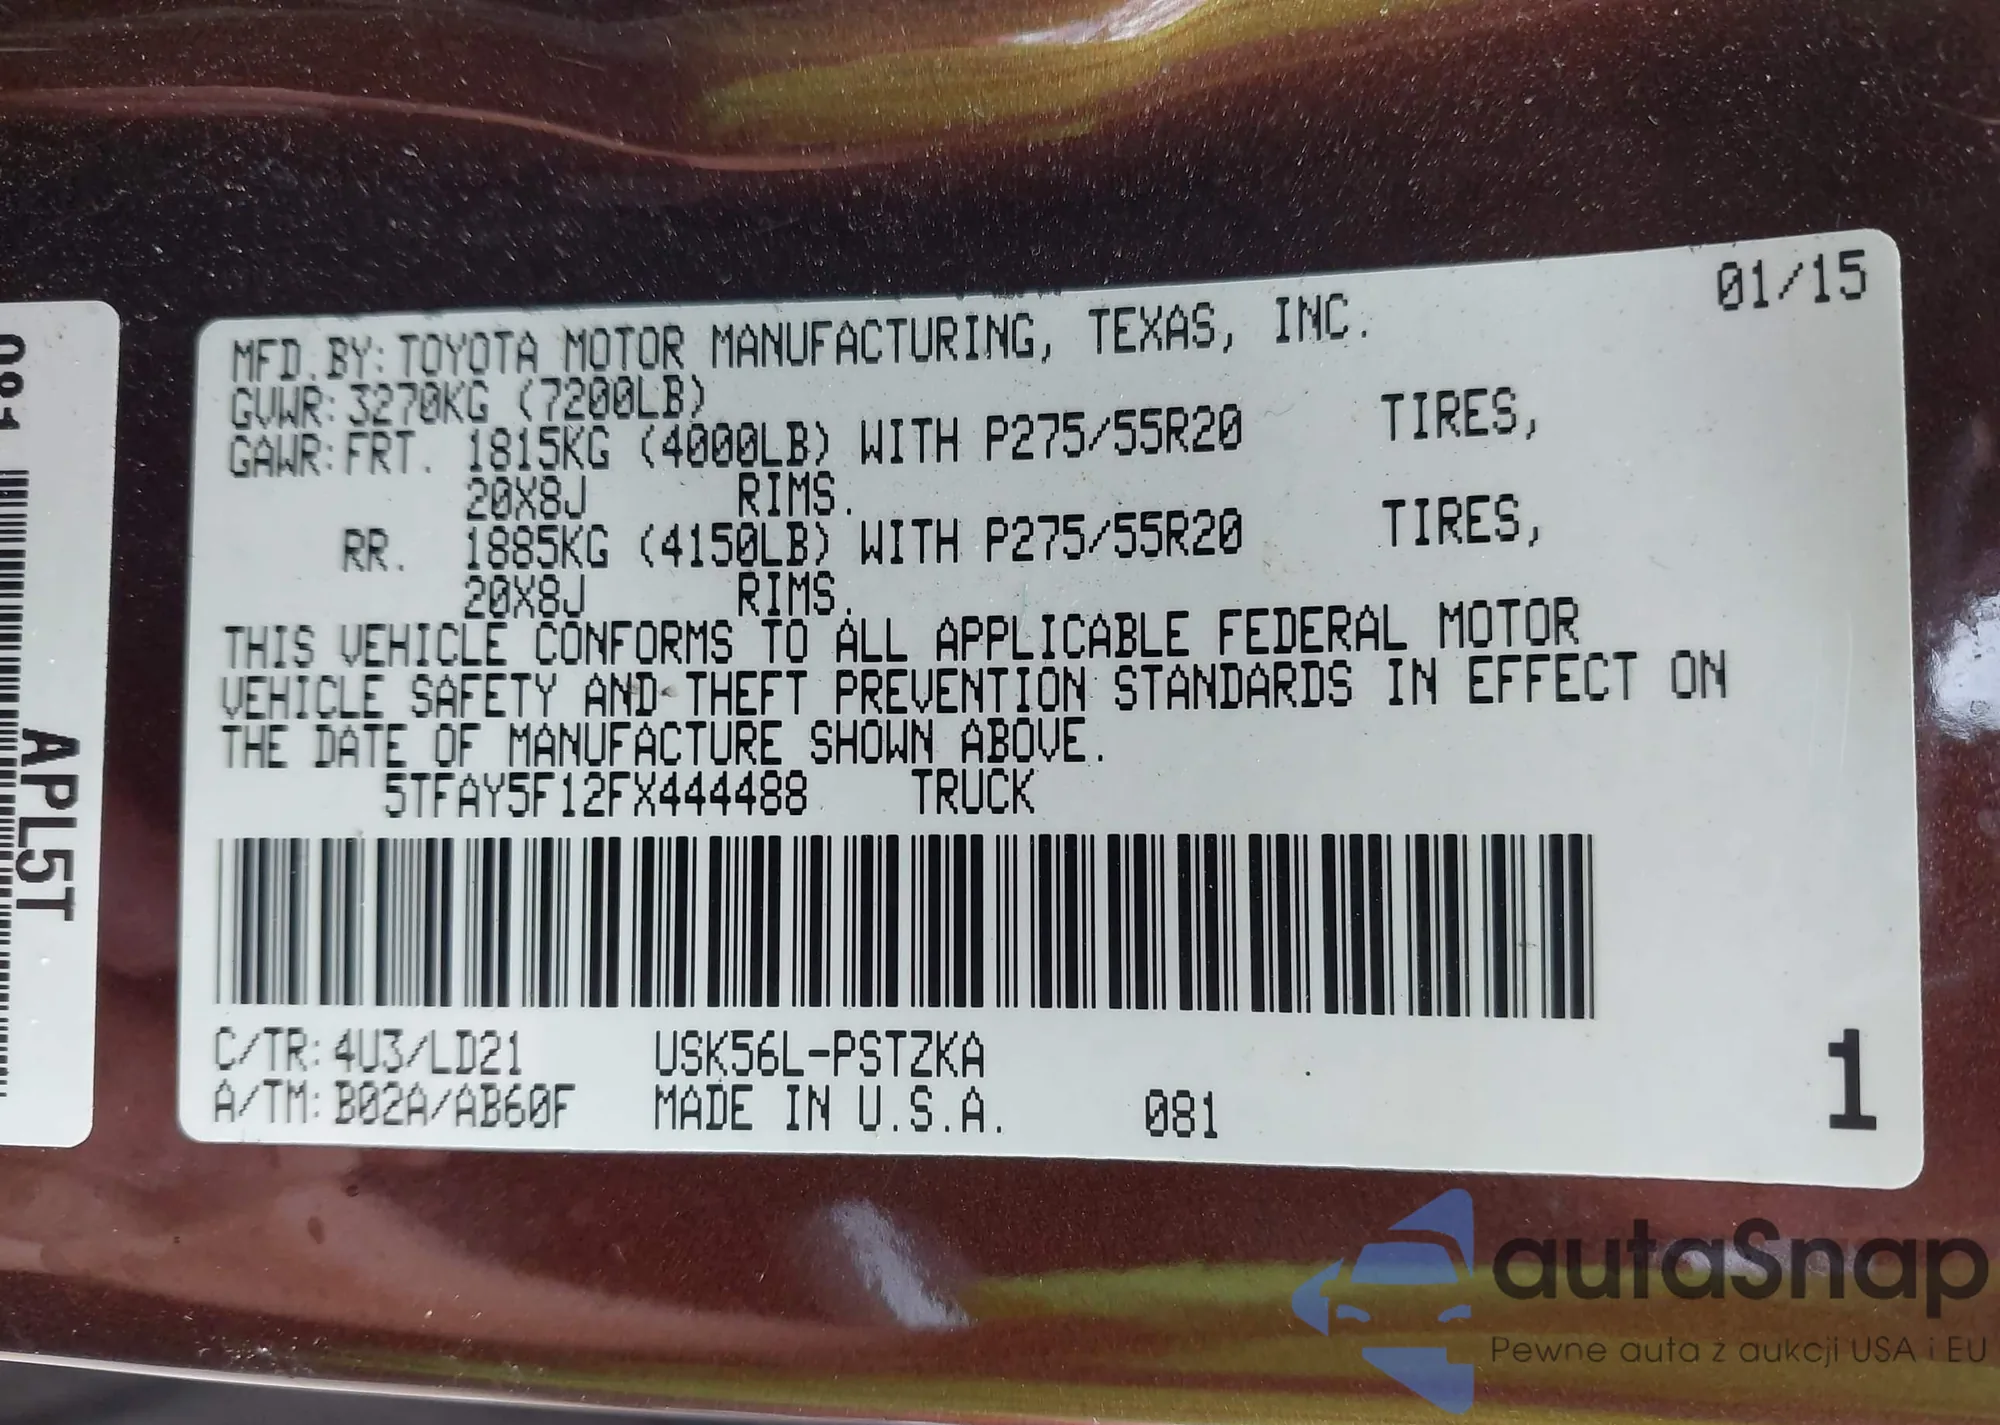 01/15
MFD.BY: TOYOTA MOTOR MANUFACTURING, TEXAS, INC.
GVWR: 3270KG (7200LB)
GAWR: FRT. 1815KG (4000LB) WITH P275/55R20 TIRES,
20X8J RIMS.
RR. 1885KG (4150LB) WITH P275/55R20 TIRES,
20X8J RIMS.
THIS VEHICLE CONFORMS TO ALL APPLICABLE FEDERAL MOTOR
VEHICLE SAFETY AND THEFT PREVENTION STANDARDS IN EFFECT ON
THE DATE OF MANUFACTURE SHOWN ABOVE.
5TFAY5F12FX444488 TRUCK
C/TR: 4U3/LD21 USK56L-PSTZKA
A/TM: B02A/AB60F MADE IN U.S.A. 081
1
081
APL5T
autaSnap
Pewne auta z aukcji USA i EU